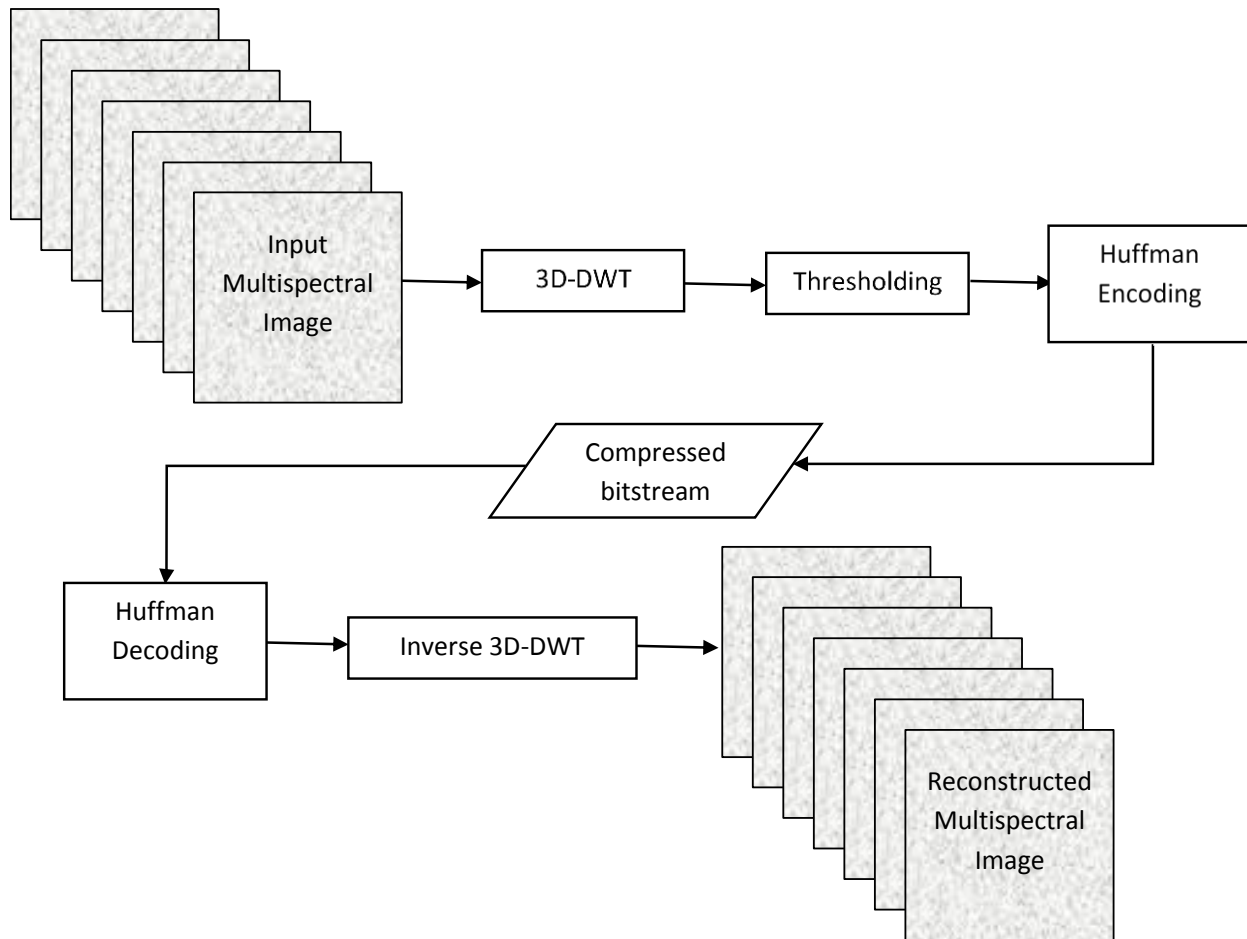 Input
Multispectral
Image
3D-DWT
Thresholding
Huffman
Encoding
Compressed
bitstream
Huffman
Decoding
Inverse 3D-DWT
Reconstructed
Multispectral
Image